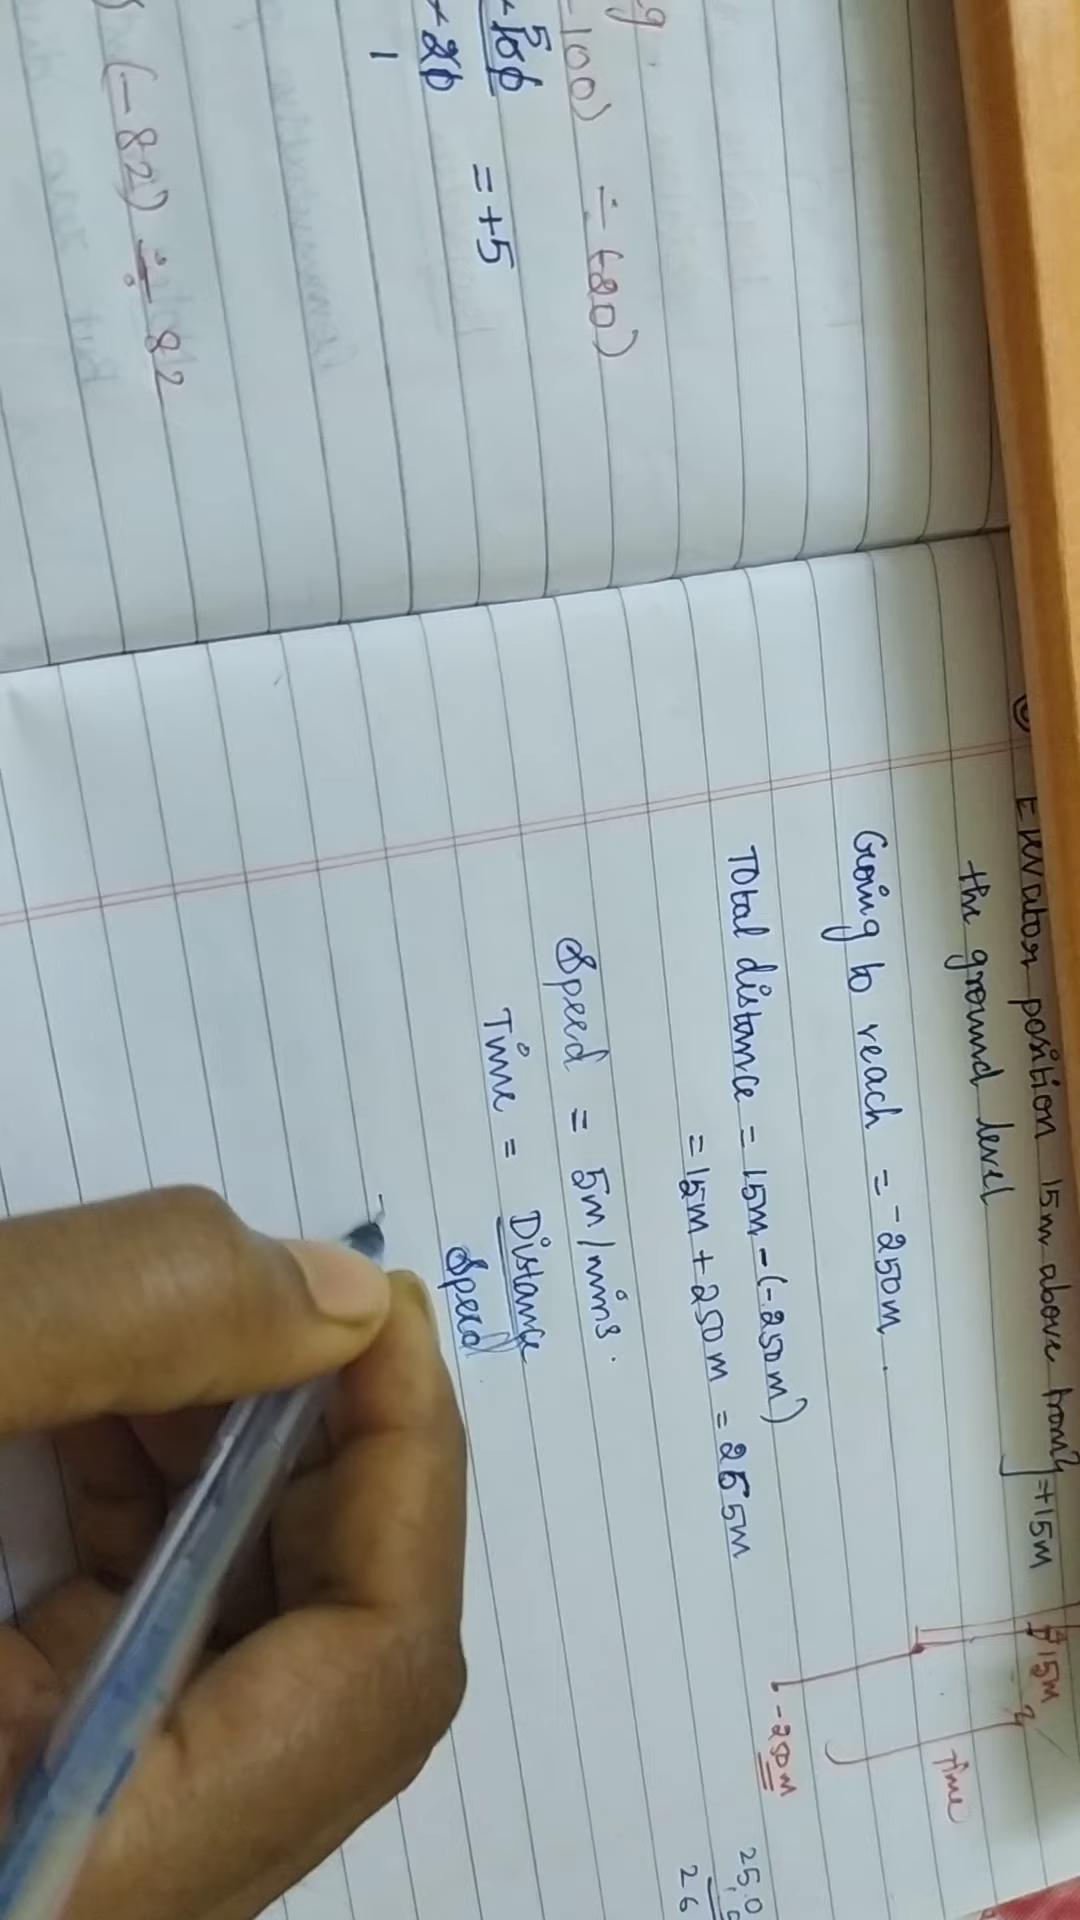 -100) ÷ (-20)
5
-100
-20 = +5
1
(-82) ÷ 82
Elevator position 15m above from = +15m
the ground level
Going to reach = -250m.
Total distance = 15m - (-250m)
= 15m + 250m = 265m
Speed = 5m/mins.
Time = Distance
Speed
15m
Time
-250m
250
26